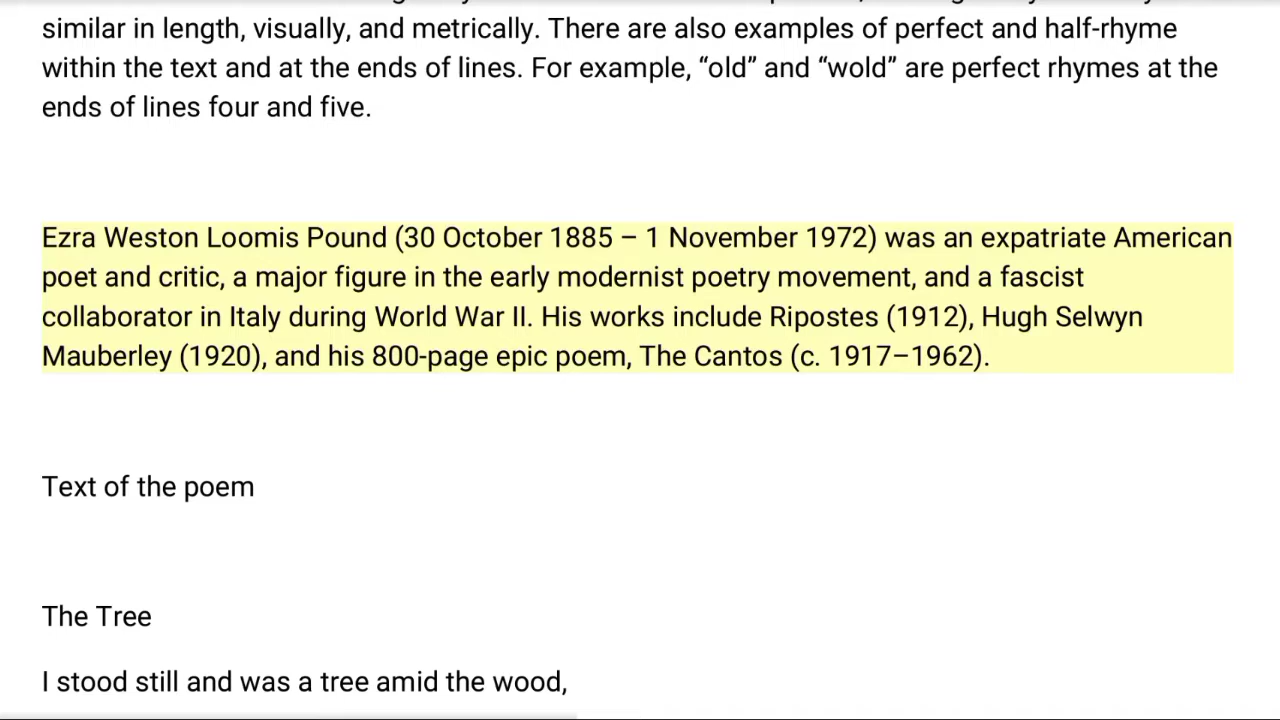 similar in length, visually, and metrically. There are also examples of perfect and half-rhyme
within the text and at the ends of lines. For example, “old” and “wold” are perfect rhymes at the
ends of lines four and five.
Ezra Weston Loomis Pound (30 October 1885 – 1 November 1972) was an expatriate American
poet and critic, a major figure in the early modernist poetry movement, and a fascist
collaborator in Italy during World War II. His works include Ripostes (1912), Hugh Selwyn
Mauberley (1920), and his 800-page epic poem, The Cantos (c. 1917–1962).
Text of the poem
The Tree
I stood still and was a tree amid the wood,